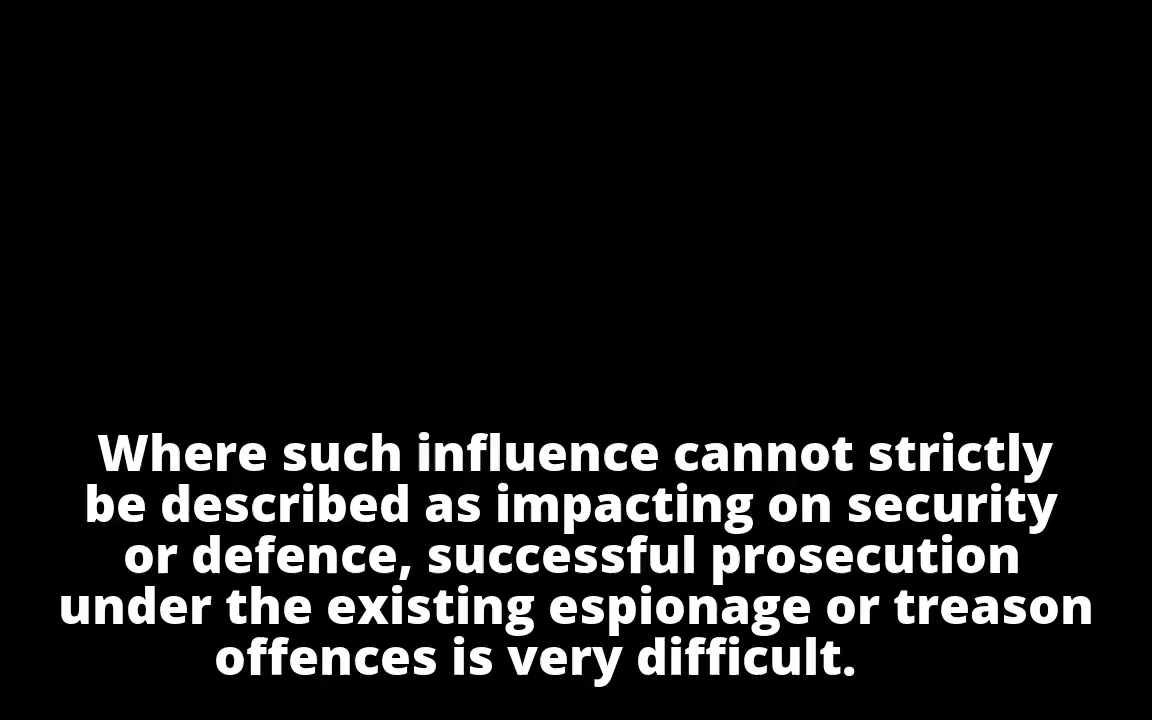 Where such influence cannot strictly
be described as impacting on security
or defence, successful prosecution
under the existing espionage or treason
offences is very difficult.